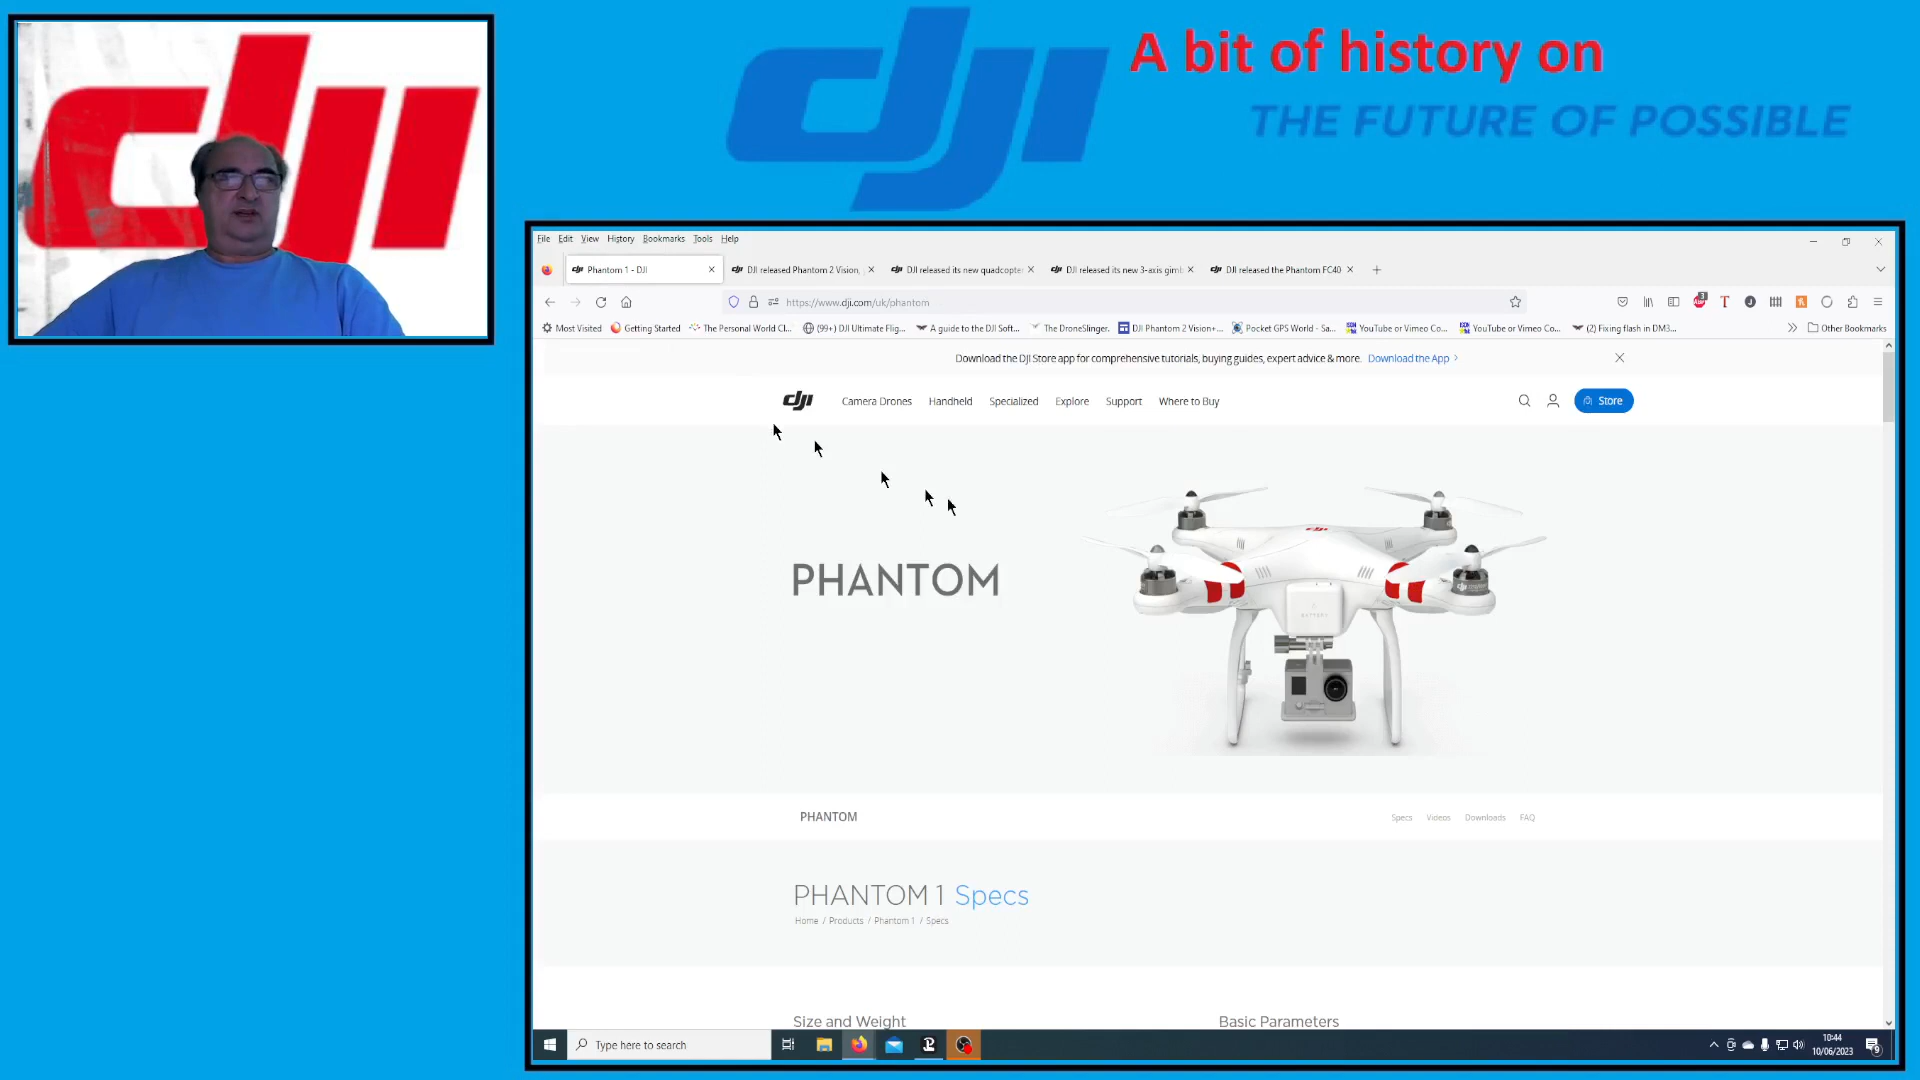 dji
dji
A bit of history on
THE FUTURE OF POSSIBLE
File Edit View History Bookmarks Tools Help
Phantom 1 - DJI
DJI released Phantom 2 Vision,
DJI released its new quadcopter
DJI released its new 3-axis gimb
DJI released the Phantom FC40
https://www.dji.com/uk/phantom
3
Most Visited
Getting Started
The Personal World Cl...
(99+) DJI Ultimate Flig...
A guide to the DJI Soft...
The DroneSlinger.
DJI Phantom 2 Vision+...
Pocket GPS World - Sa...
YouTube or Vimeo Co...
YouTube or Vimeo Co...
(2) Fixing flash in DM3...
Other Bookmarks
Download the DJI Store app for comprehensive tutorials, buying guides, expert advice & more. Download the App >
dji Camera Drones Handheld Specialized Explore Support Where to Buy Store
PHANTOM
dji
BATTERY
PHANTOM Specs Videos Downloads FAQ
PHANTOM 1 Specs
Home / Products / Phantom 1 / Specs
Size and Weight
Basic Parameters
Type here to search
10:44
10/06/2023
9